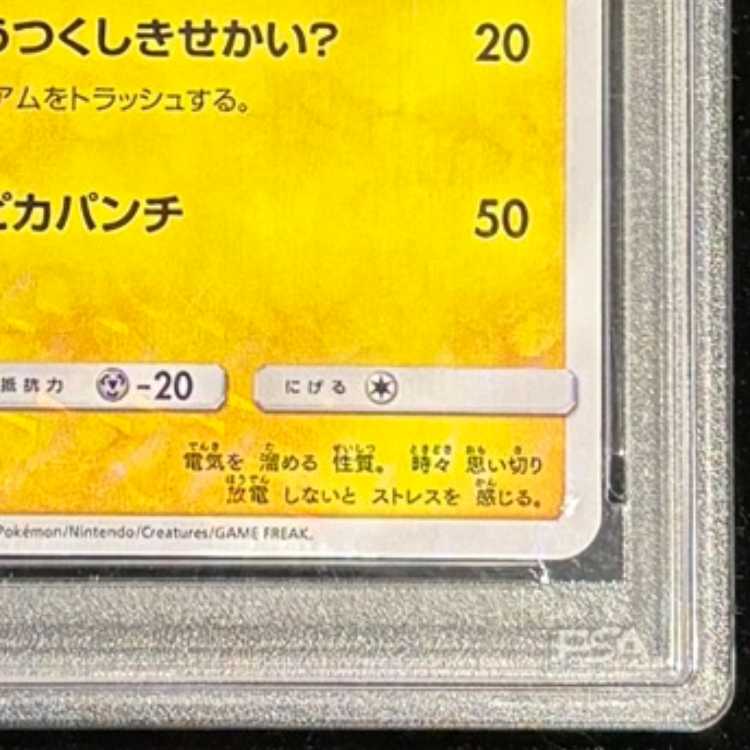 うつくしきせかい? 20
アムをトラッシュする。
ピカパンチ 50
抵抗力 -20 にげる
電気を 溜める 性質。 時々 思い切り
放電 しないと ストレスを 感じる。
Pokémon/Nintendo/Creatures/GAME FREAK.
PSA